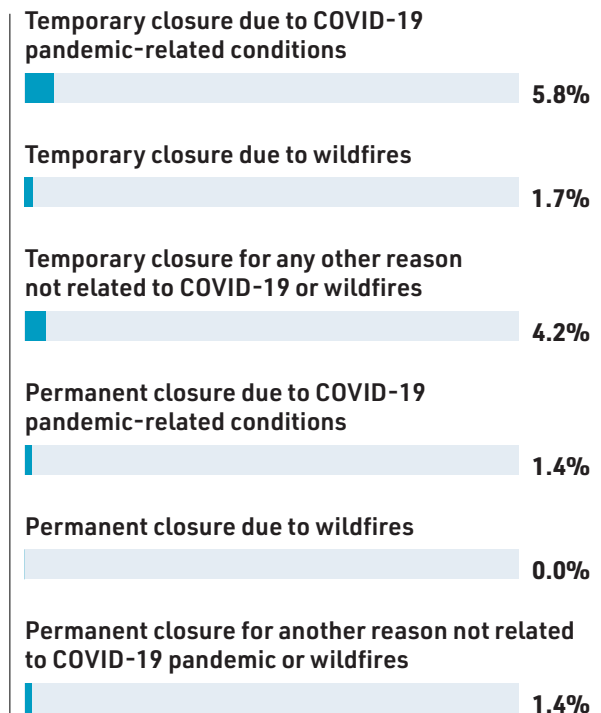 Temporary closure due to COVID-19
pandemic-related conditions
5.8%
Temporary closure due to wildfires
1.7%
Temporary closure for any other reason
not related to COVID-19 or wildfires
4.2%
Permanent closure due to COVID-19
pandemic-related conditions
1.4%
Permanent closure due to wildfires
0.0%
Permanent closure for another reason not related
to COVID-19 pandemic or wildfires
1.4%